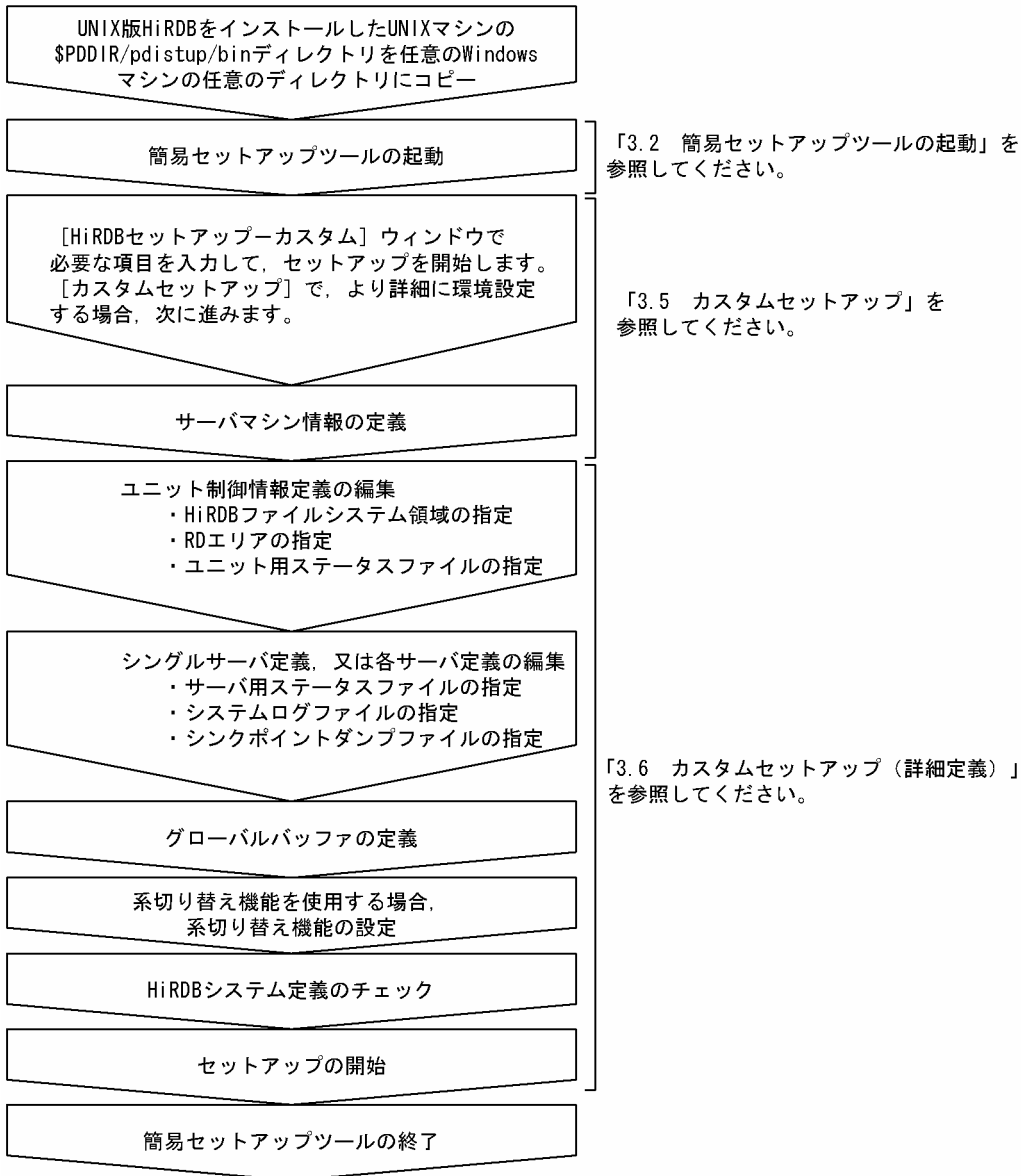 UNIX版HiRDBをインストールしたUNIXマシンの
$PDDIR/pdistup/binディレクトリを任意のWindows
マシンの任意のディレクトリにコピー
簡易セットアップツールの起動
「3.2 簡易セットアップツールの起動」を
参照してください。
[HiRDBセットアップーカスタム] ウィンドウで
必要な項目を入力して，セットアップを開始します。
[カスタムセットアップ] で，より詳細に環境設定
する場合，次に進みます。
「3.5 カスタムセットアップ」を
参照してください。
サーバマシン情報の定義
ユニット制御情報定義の編集
・HiRDBファイルシステム領域の指定
・RDエリアの指定
・ユニット用ステータスファイルの指定
シングルサーバ定義，又は各サーバ定義の編集
・サーバ用ステータスファイルの指定
・システムログファイルの指定
・シンクポイントダンプファイルの指定
「3.6 カスタムセットアップ（詳細定義）」
を参照してください。
グローバルバッファの定義
系切り替え機能を使用する場合，
系切り替え機能の設定
HiRDBシステム定義のチェック
セットアップの開始
簡易セットアップツールの終了